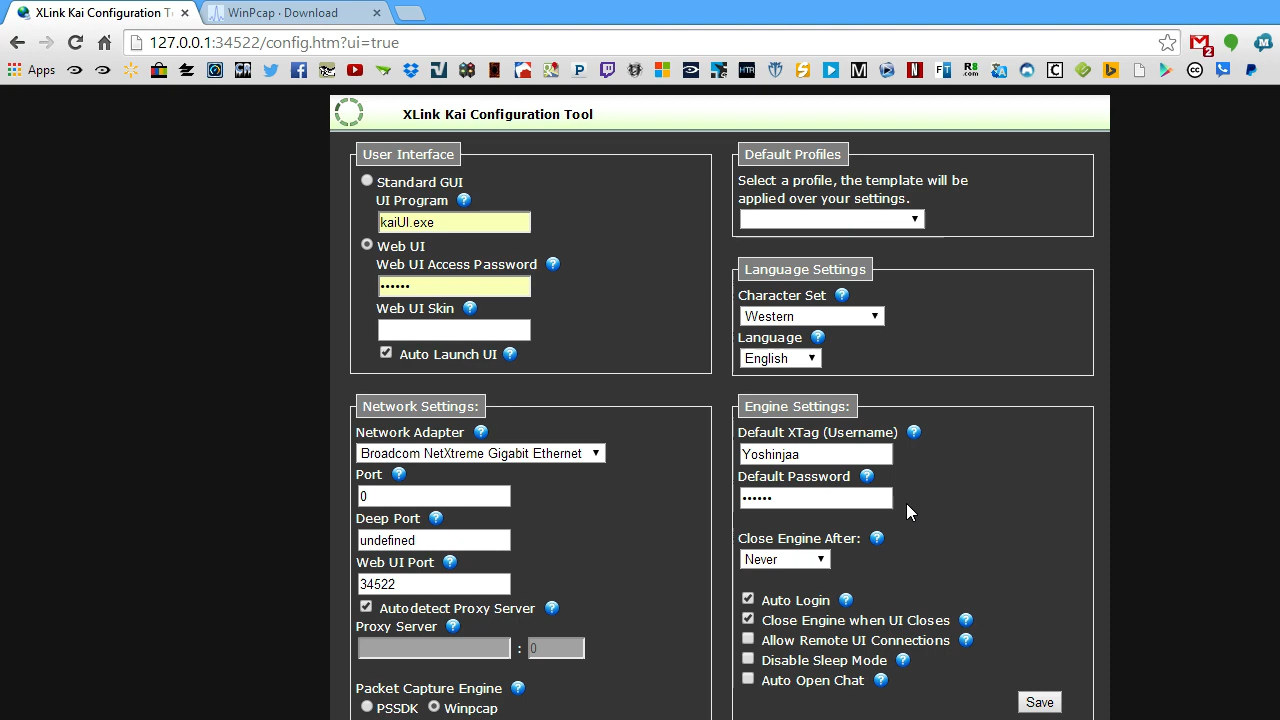 XLink Kai Configuration T
WinPcap · Download
127.0.0.1:34522/config.htm?ui=true
2
Apps
XLink Kai Configuration Tool
User Interface
Standard GUI
UI Program
kaiUI.exe
Web UI
Web UI Access Password
••••••
Web UI Skin
Auto Launch UI
Default Profiles
Select a profile, the template will be
applied over your settings.
Language Settings
Character Set
Western
Language
English
Network Settings:
Network Adapter
Broadcom NetXtreme Gigabit Ethernet
Port
0
Deep Port
undefined
Web UI Port
34522
Autodetect Proxy Server
Proxy Server
: 0
Packet Capture Engine
PSSDK Winpcap
Engine Settings:
Default XTag (Username)
Yoshinjaa
Default Password
••••••
Close Engine After:
Never
Auto Login
Close Engine when UI Closes
Allow Remote UI Connections
Disable Sleep Mode
Auto Open Chat
Save